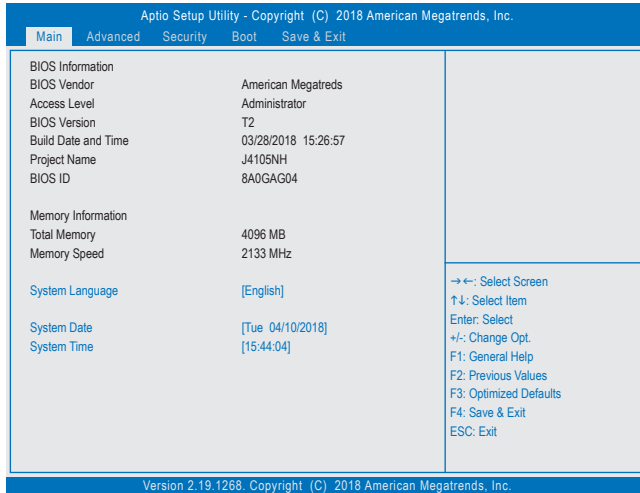 Aptio Setup Utility - Copyright (C) 2018 American Megatrends, Inc.
Main Advanced Security Boot Save & Exit
BIOS Information
BIOS Vendor American Megatreds
Access Level Administrator
BIOS Version T2
Build Date and Time 03/28/2018 15:26:57
Project Name J4105NH
BIOS ID 8A0GAG04
Memory Information
Total Memory 4096 MB
Memory Speed 2133 MHz
System Language [English]
System Date [Tue 04/10/2018]
System Time [15:44:04]
→←: Select Screen
↑↓: Select Item
Enter: Select
+/-: Change Opt.
F1: General Help
F2: Previous Values
F3: Optimized Defaults
F4: Save & Exit
ESC: Exit
Version 2.19.1268. Copyright (C) 2018 American Megatrends, Inc.